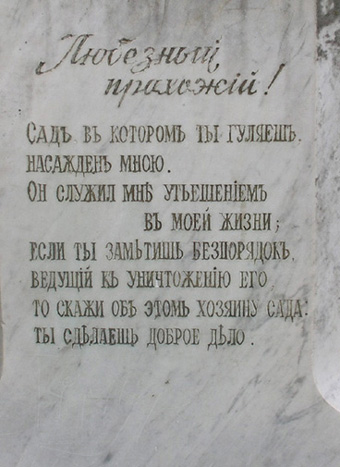 Любезный
прохожій!
Садъ въ которомъ ты гуляешь.
насажденъ мною.
Он служил мнѣ утѣешеніемъ
въ моей жизни;
если ты замѣтишь безпорядокъ,
ведущій къ уничтоженію его
то скажи объ этомъ хозяину сада:
ты сдѣлаешь доброе дѣло.